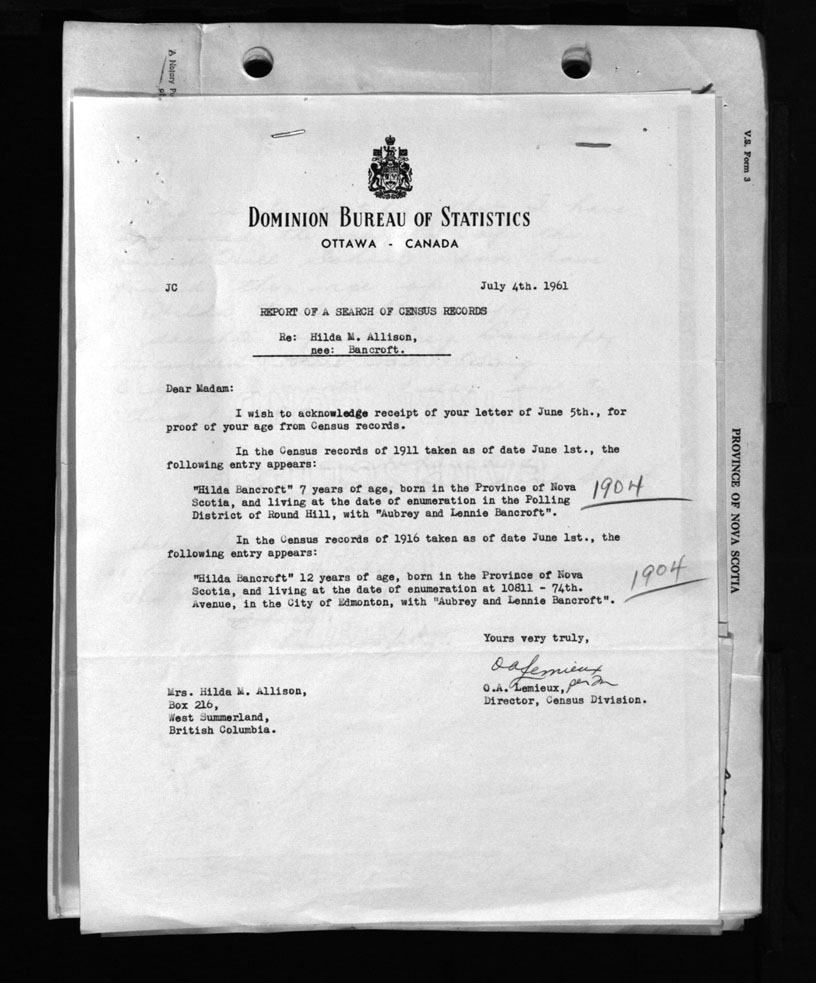 A Notary Pu
V.S. Form 3
DOMINION BUREAU OF STATISTICS
OTTAWA - CANADA
JC July 4th. 1961
REPORT OF A SEARCH OF CENSUS RECORDS
Re: Hilda M. Allison,
nee: Bancroft.
Dear Madam:
I wish to acknowledge receipt of your letter of June 5th., for
proof of your age from Census records.
In the Census records of 1911 taken as of date June 1st., the
following entry appears:
"Hilda Bancroft" 7 years of age, born in the Province of Nova
Scotia, and living at the date of enumeration in the Polling
District of Round Hill, with "Aubrey and Lennie Bancroft".
1904
In the Census records of 1916 taken as of date June 1st., the
following entry appears:
"Hilda Bancroft" 12 years of age, born in the Province of Nova
Scotia, and living at the date of enumeration at 10811 - 74th.
Avenue, in the City of Edmonton, with "Aubrey and Lennie Bancroft".
1904
PROVINCE OF NOVA SCOTIA
Yours very truly,
OALemieux
O.A. Lemieux, per
Director, Census Division.
Mrs. Hilda M. Allison,
Box 216,
West Summerland,
British Columbia.